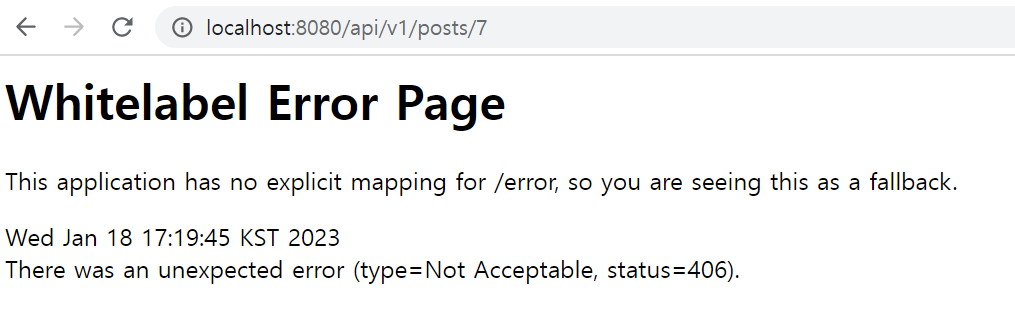 localhost:8080/api/v1/posts/7
Whitelabel Error Page
This application has no explicit mapping for /error, so you are seeing this as a fallback.
Wed Jan 18 17:19:45 KST 2023
There was an unexpected error (type=Not Acceptable, status=406).